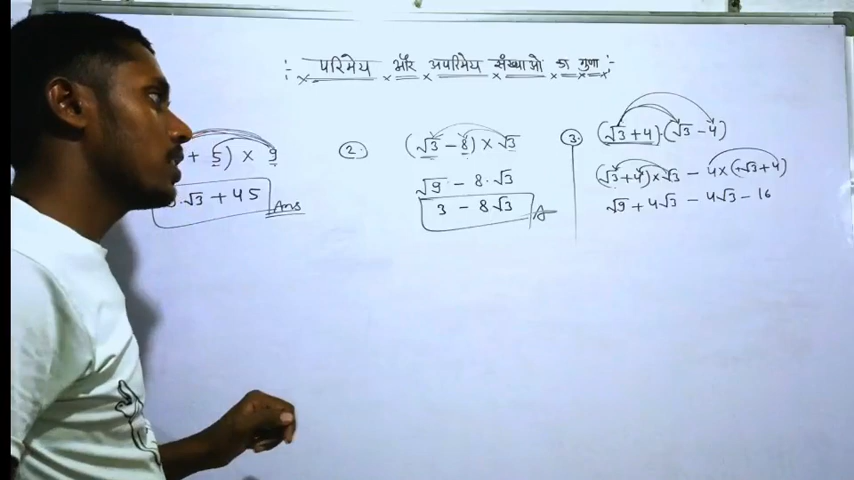 :- परिमेय और अपरिमेय संख्याओ का गुणा -:
+ 5) × 9
.√3 + 45 Ans
2. (√3 - 8) × √3
√9 - 8·√3
3 - 8√3 A
3. (√3 + 4)·(√3 - 4)
(√3 + 4) × √3 - 4 × (√3 + 4)
√9 + 4√3 - 4√3 - 16